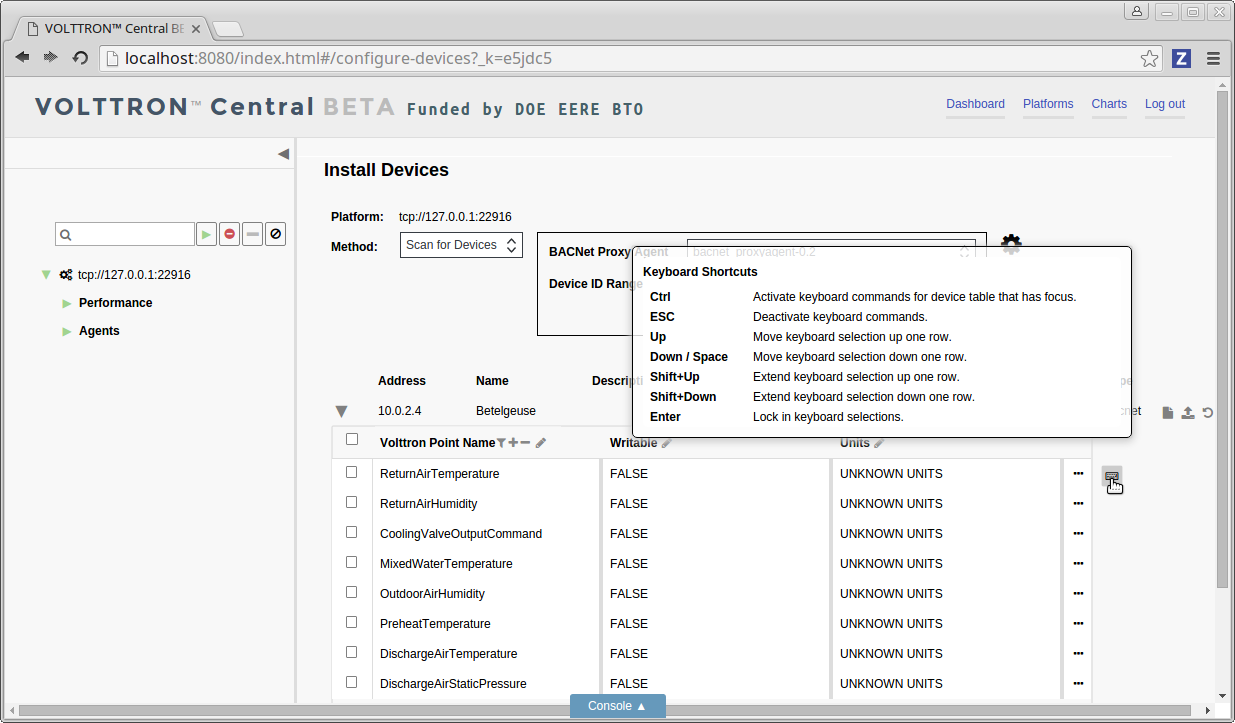 VOLTTRON™ Central BE
localhost:8080/index.html#/configure-devices?_k=e5jdc5
Z
VOLTTRON™ Central BETA Funded by DOE EERE BTO
Dashboard Platforms Charts Log out
Install Devices
Platform: tcp://127.0.0.1:22916
Method: Scan for Devices
BACNet Proxy Agent bacnet_proxyagent-0.2
Device ID Range
tcp://127.0.0.1:22916
Performance
Agents
Keyboard Shortcuts
Ctrl Activate keyboard commands for device table that has focus.
ESC Deactivate keyboard commands.
Up Move keyboard selection up one row.
Down / Space Move keyboard selection down one row.
Shift+Up Extend keyboard selection up one row.
Shift+Down Extend keyboard selection down one row.
Enter Lock in keyboard selections.
Address Name Descripti pe
10.0.2.4 Betelgeuse cnet
Volttron Point Name Writable Units
ReturnAirTemperature FALSE UNKNOWN UNITS
ReturnAirHumidity FALSE UNKNOWN UNITS
CoolingValveOutputCommand FALSE UNKNOWN UNITS
MixedWaterTemperature FALSE UNKNOWN UNITS
OutdoorAirHumidity FALSE UNKNOWN UNITS
PreheatTemperature FALSE UNKNOWN UNITS
DischargeAirTemperature FALSE UNKNOWN UNITS
DischargeAirStaticPressure FALSE UNKNOWN UNITS
Console ▲